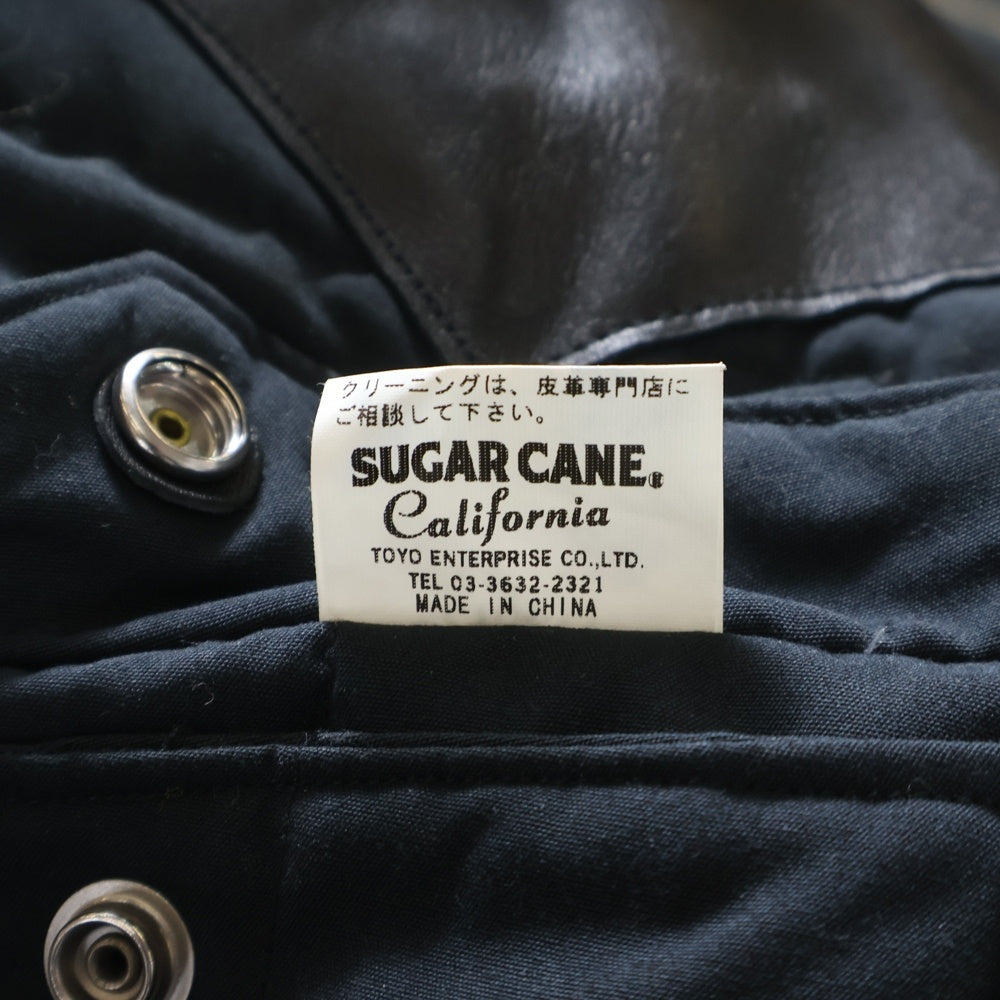 クリーニングは、皮革専門店に
ご相談して下さい。
SUGAR CANE®
California
TOYO ENTERPRISE CO.,LTD.
TEL 03-3632-2321
MADE IN CHINA